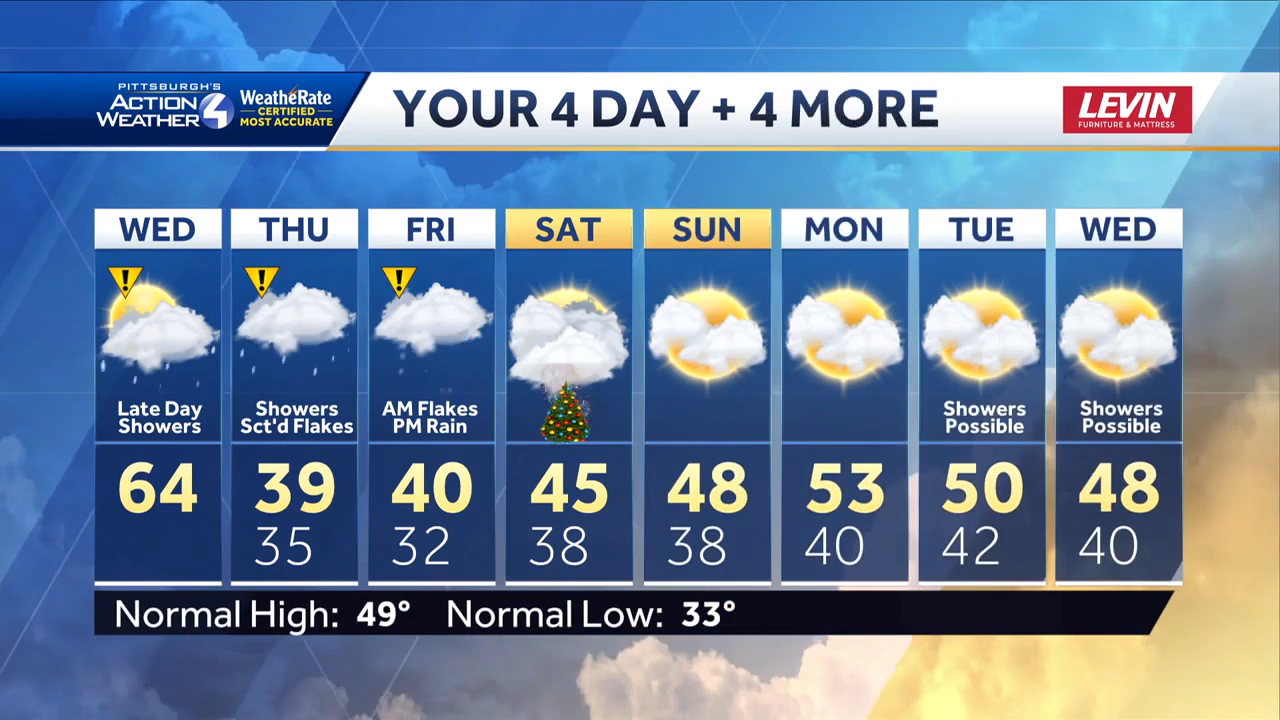 PITTSBURGH'S
ACTION
WEATHER 4
WeatheRate
CERTIFIED
MOST ACCURATE
YOUR 4 DAY + 4 MORE
LEVIN
FURNITURE & MATTRESS
WED THU FRI SAT SUN MON TUE WED
! ! !
Late Day
Showers
Showers
Sct'd Flakes
AM Flakes
PM Rain
Showers
Possible
Showers
Possible
64 39 40 45 48 53 50 48
35 32 38 38 40 42 40
Normal High: 49° Normal Low: 33°